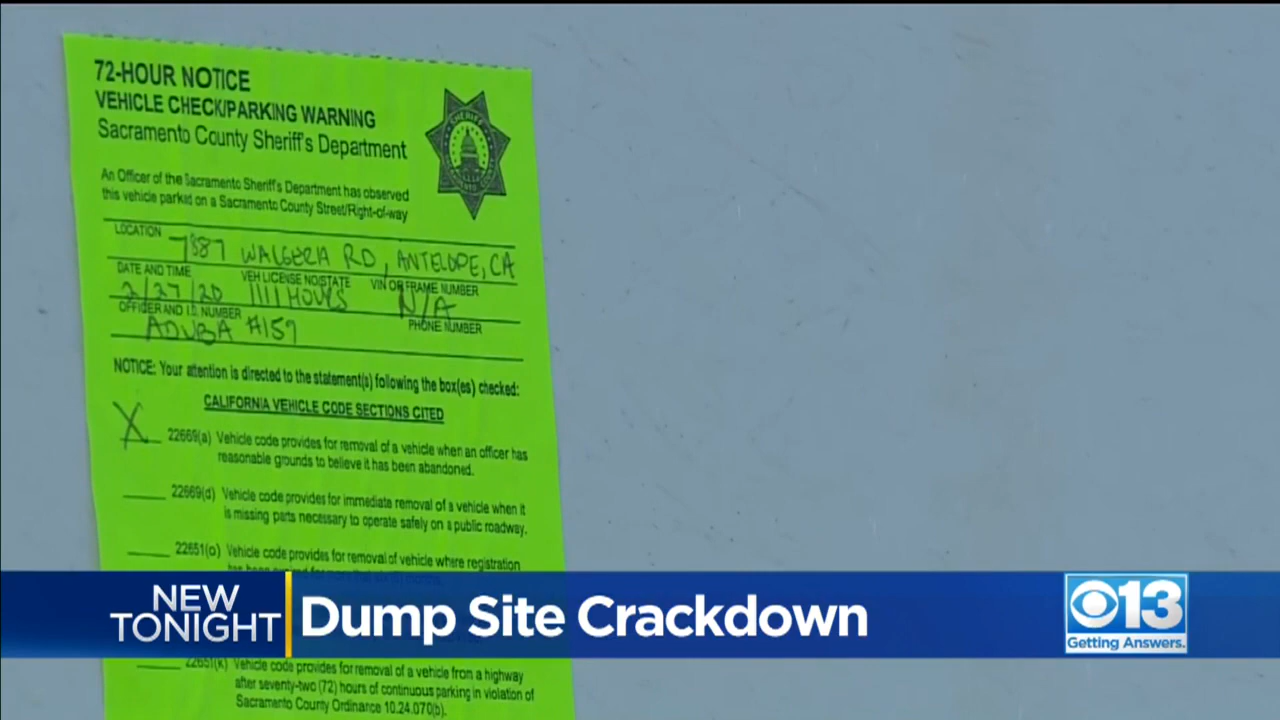 72-HOUR NOTICE
VEHICLE CHECK/PARKING WARNING
Sacramento County Sheriff's Department
SHERIFF
An Officer of the Sacramento Sheriff's Department has observed
this vehicle parked on a Sacramento County Street/Right-of-way
LOCATION
7887 WALGERA RD, ANTELOPE, CA
DATE AND TIME VEH LICENSE NO/STATE VIN OR FRAME NUMBER
2/27/20 1111 HOURS N/A
OFFICER AND I.D. NUMBER PHONE NUMBER
ADUBA #159
NOTICE: Your attention is directed to the statement(s) following the box(es) checked:
CALIFORNIA VEHICLE CODE SECTIONS CITED
X 22669(a) Vehicle code provides for removal of a vehicle when an officer has
reasonable grounds to believe it has been abandoned.
22669(d) Vehicle code provides for immediate removal of a vehicle when it
is missing parts necessary to operate safely on a public roadway.
22651(o) Vehicle code provides for removal of vehicle where registration
NEW
TONIGHT
Dump Site Crackdown
13
Getting Answers.
22651(k) Vehicle code provides for removal of a vehicle from a highway
after seventy-two (72) hours of continuous parking in violation of
Sacramento County Ordinance 10.24.070(b).